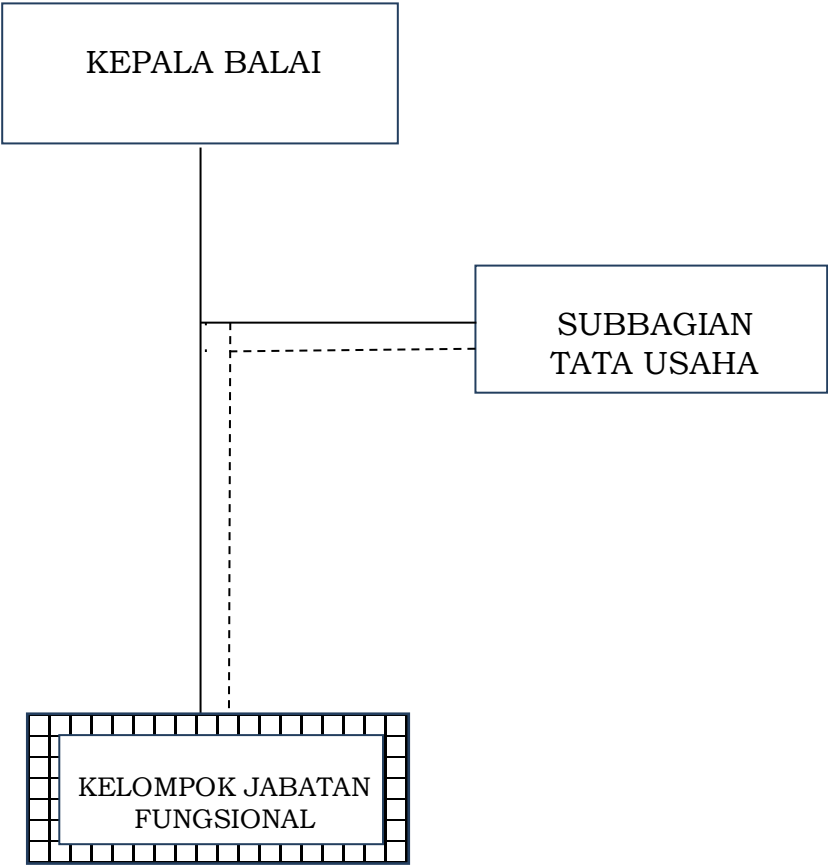 KEPALA BALAI
SUBBAGIAN
TATA USAHA
KELOMPOK JABATAN
FUNGSIONAL